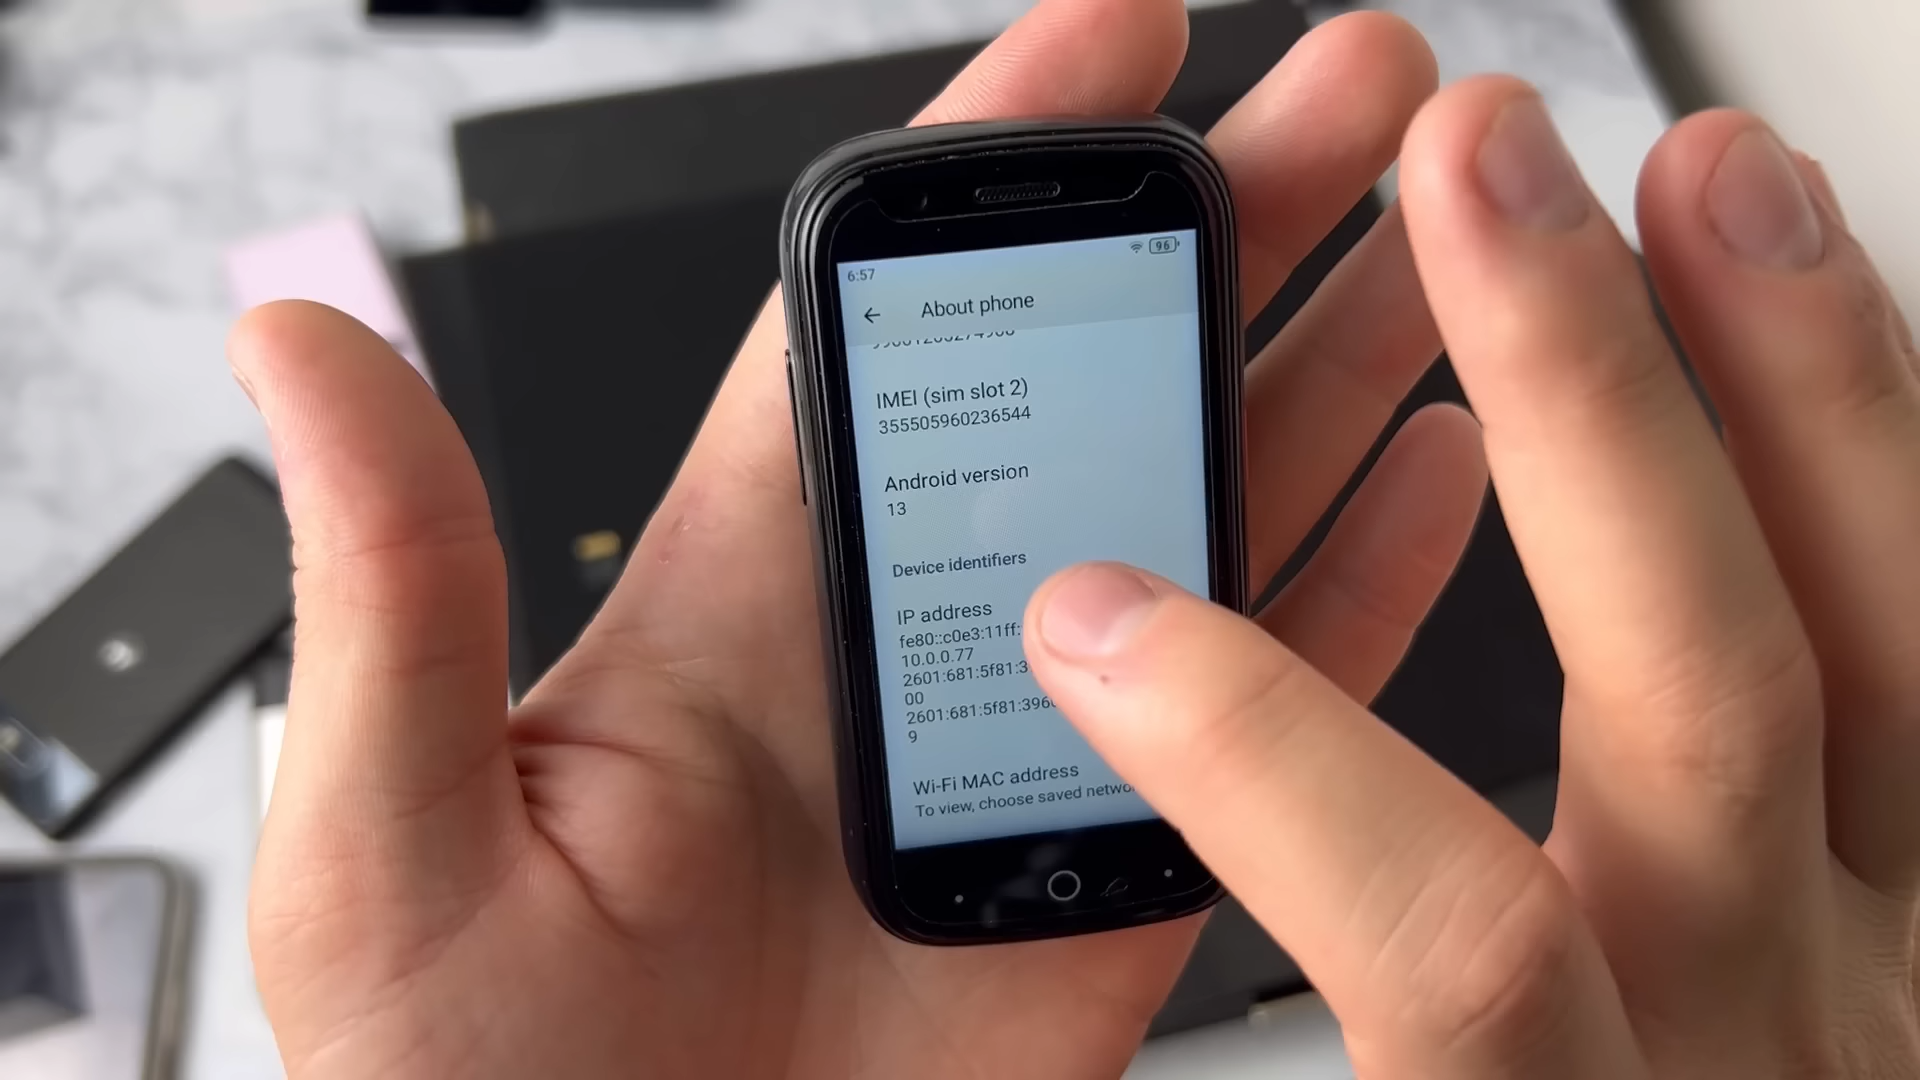 6:57
96
About phone
IMEI (sim slot 2)
355505960236544
Android version
13
Device identifiers
IP address
fe80::c0e3:11ff:
10.0.0.77
2601:681:5f81:3
00
2601:681:5f81:396
9
Wi-Fi MAC address
To view, choose saved